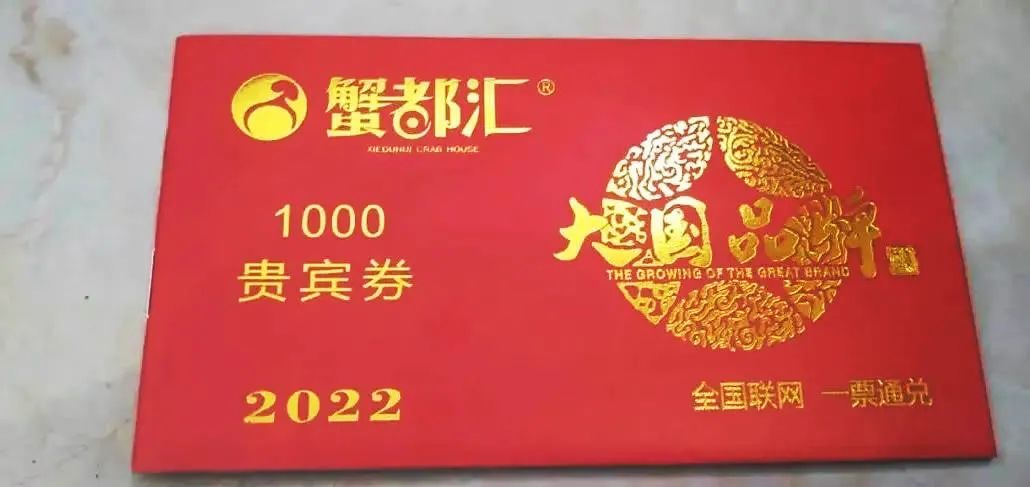 蟹都汇®
XIEDUHUI CRAB HOUSE
1000
贵宾券
2022
大国品牌
THE GROWING OF THE GREAT BRAND
全国联网 一票通兑